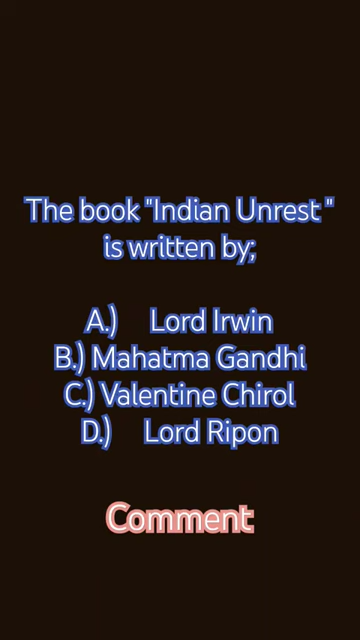 The book "Indian Unrest "
is written by;
A.) Lord Irwin
B.) Mahatma Gandhi
C.) Valentine Chirol
D.) Lord Ripon
Comment